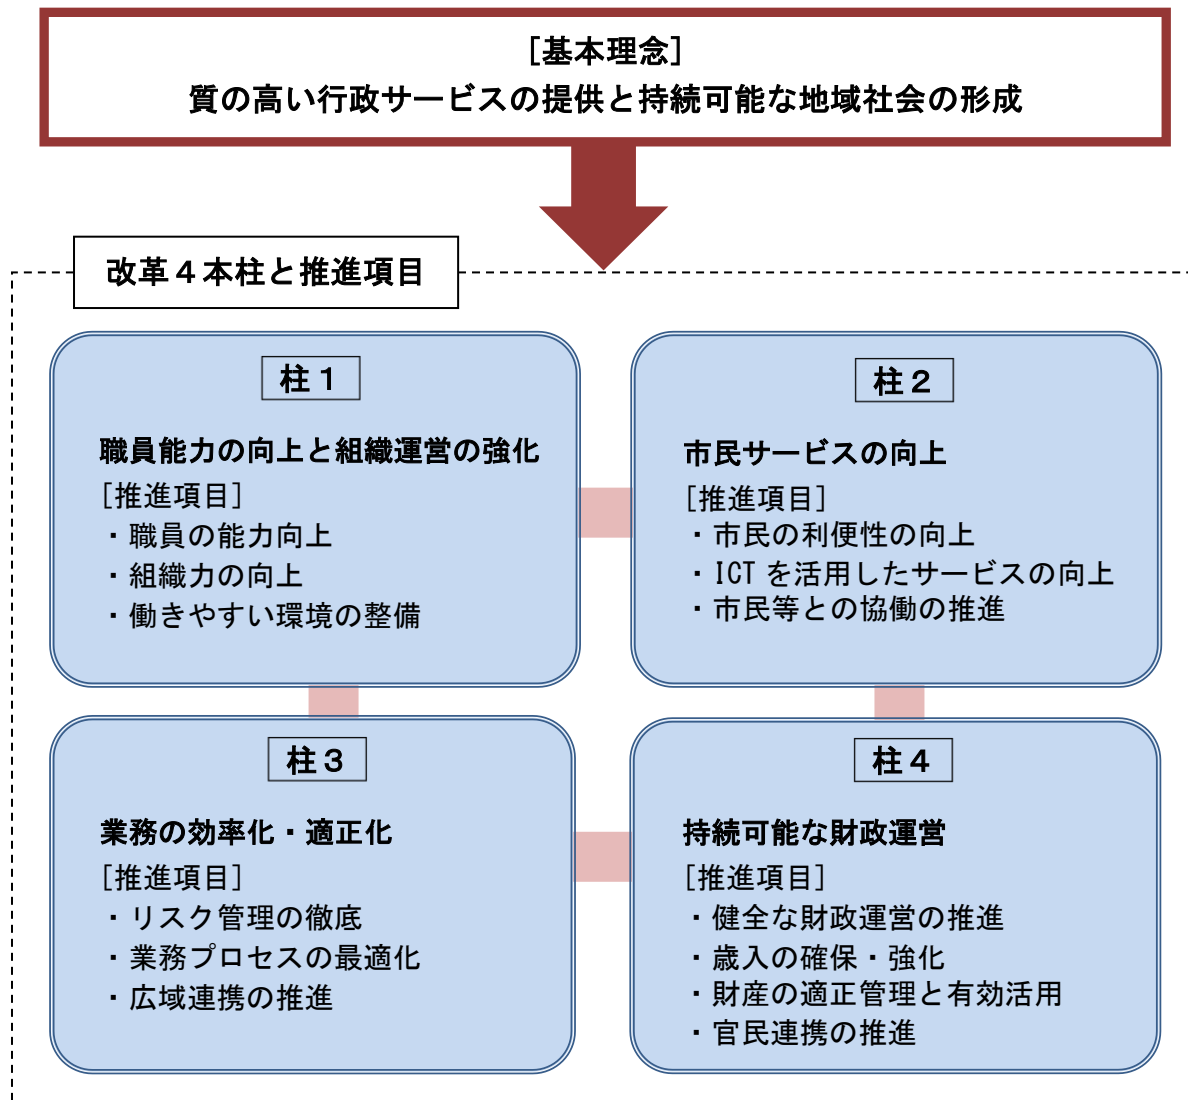 [基本理念]
質の高い行政サービスの提供と持続可能な地域社会の形成
改革４本柱と推進項目
柱１
職員能力の向上と組織運営の強化
[推進項目]
・職員の能力向上
・組織力の向上
・働きやすい環境の整備
柱２
市民サービスの向上
[推進項目]
・市民の利便性の向上
・ICT を活用したサービスの向上
・市民等との協働の推進
柱３
業務の効率化・適正化
[推進項目]
・リスク管理の徹底
・業務プロセスの最適化
・広域連携の推進
柱４
持続可能な財政運営
[推進項目]
・健全な財政運営の推進
・歳入の確保・強化
・財産の適正管理と有効活用
・官民連携の推進